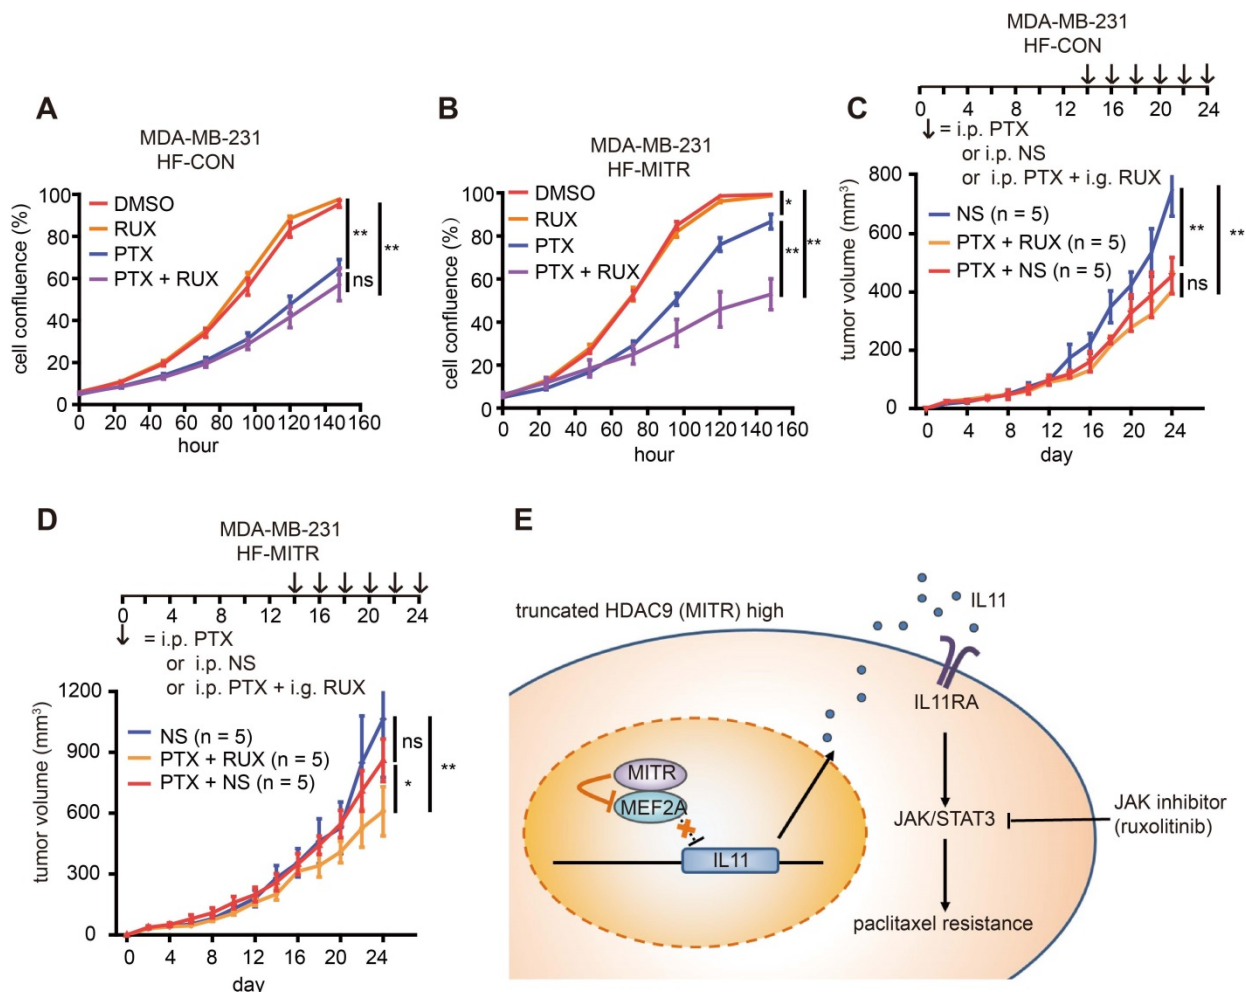 A
MDA-MB-231
HF-CON
cell confluence (%)
100
80
60
40
20
0
DMSO
RUX
PTX
PTX + RUX
**
ns
**
0 20 40 60 80 100 120 140 160
hour
B
MDA-MB-231
HF-MITR
cell confluence (%)
100
80
60
40
20
0
DMSO
RUX
PTX
PTX + RUX
*
**
**
0 20 40 60 80 100 120 140 160
hour
C
MDA-MB-231
HF-CON
0 4 8 12 16 20 24
↓ = i.p. PTX
or i.p. NS
or i.p. PTX + i.g. RUX
tumor volume (mm³)
800
600
400
200
0
NS (n = 5)
PTX + RUX (n = 5)
PTX + NS (n = 5)
**
ns
**
0 4 8 12 16 20 24
day
D
MDA-MB-231
HF-MITR
0 4 8 12 16 20 24
↓ = i.p. PTX
or i.p. NS
or i.p. PTX + i.g. RUX
tumor volume (mm³)
1200
900
600
300
0
NS (n = 5)
PTX + RUX (n = 5)
PTX + NS (n = 5)
ns
*
**
0 4 8 12 16 20 24
day
E
truncated HDAC9 (MITR) high
IL11
IL11RA
MITR
MEF2A
IL11
JAK/STAT3
JAK inhibitor
(ruxolitinib)
paclitaxel resistance